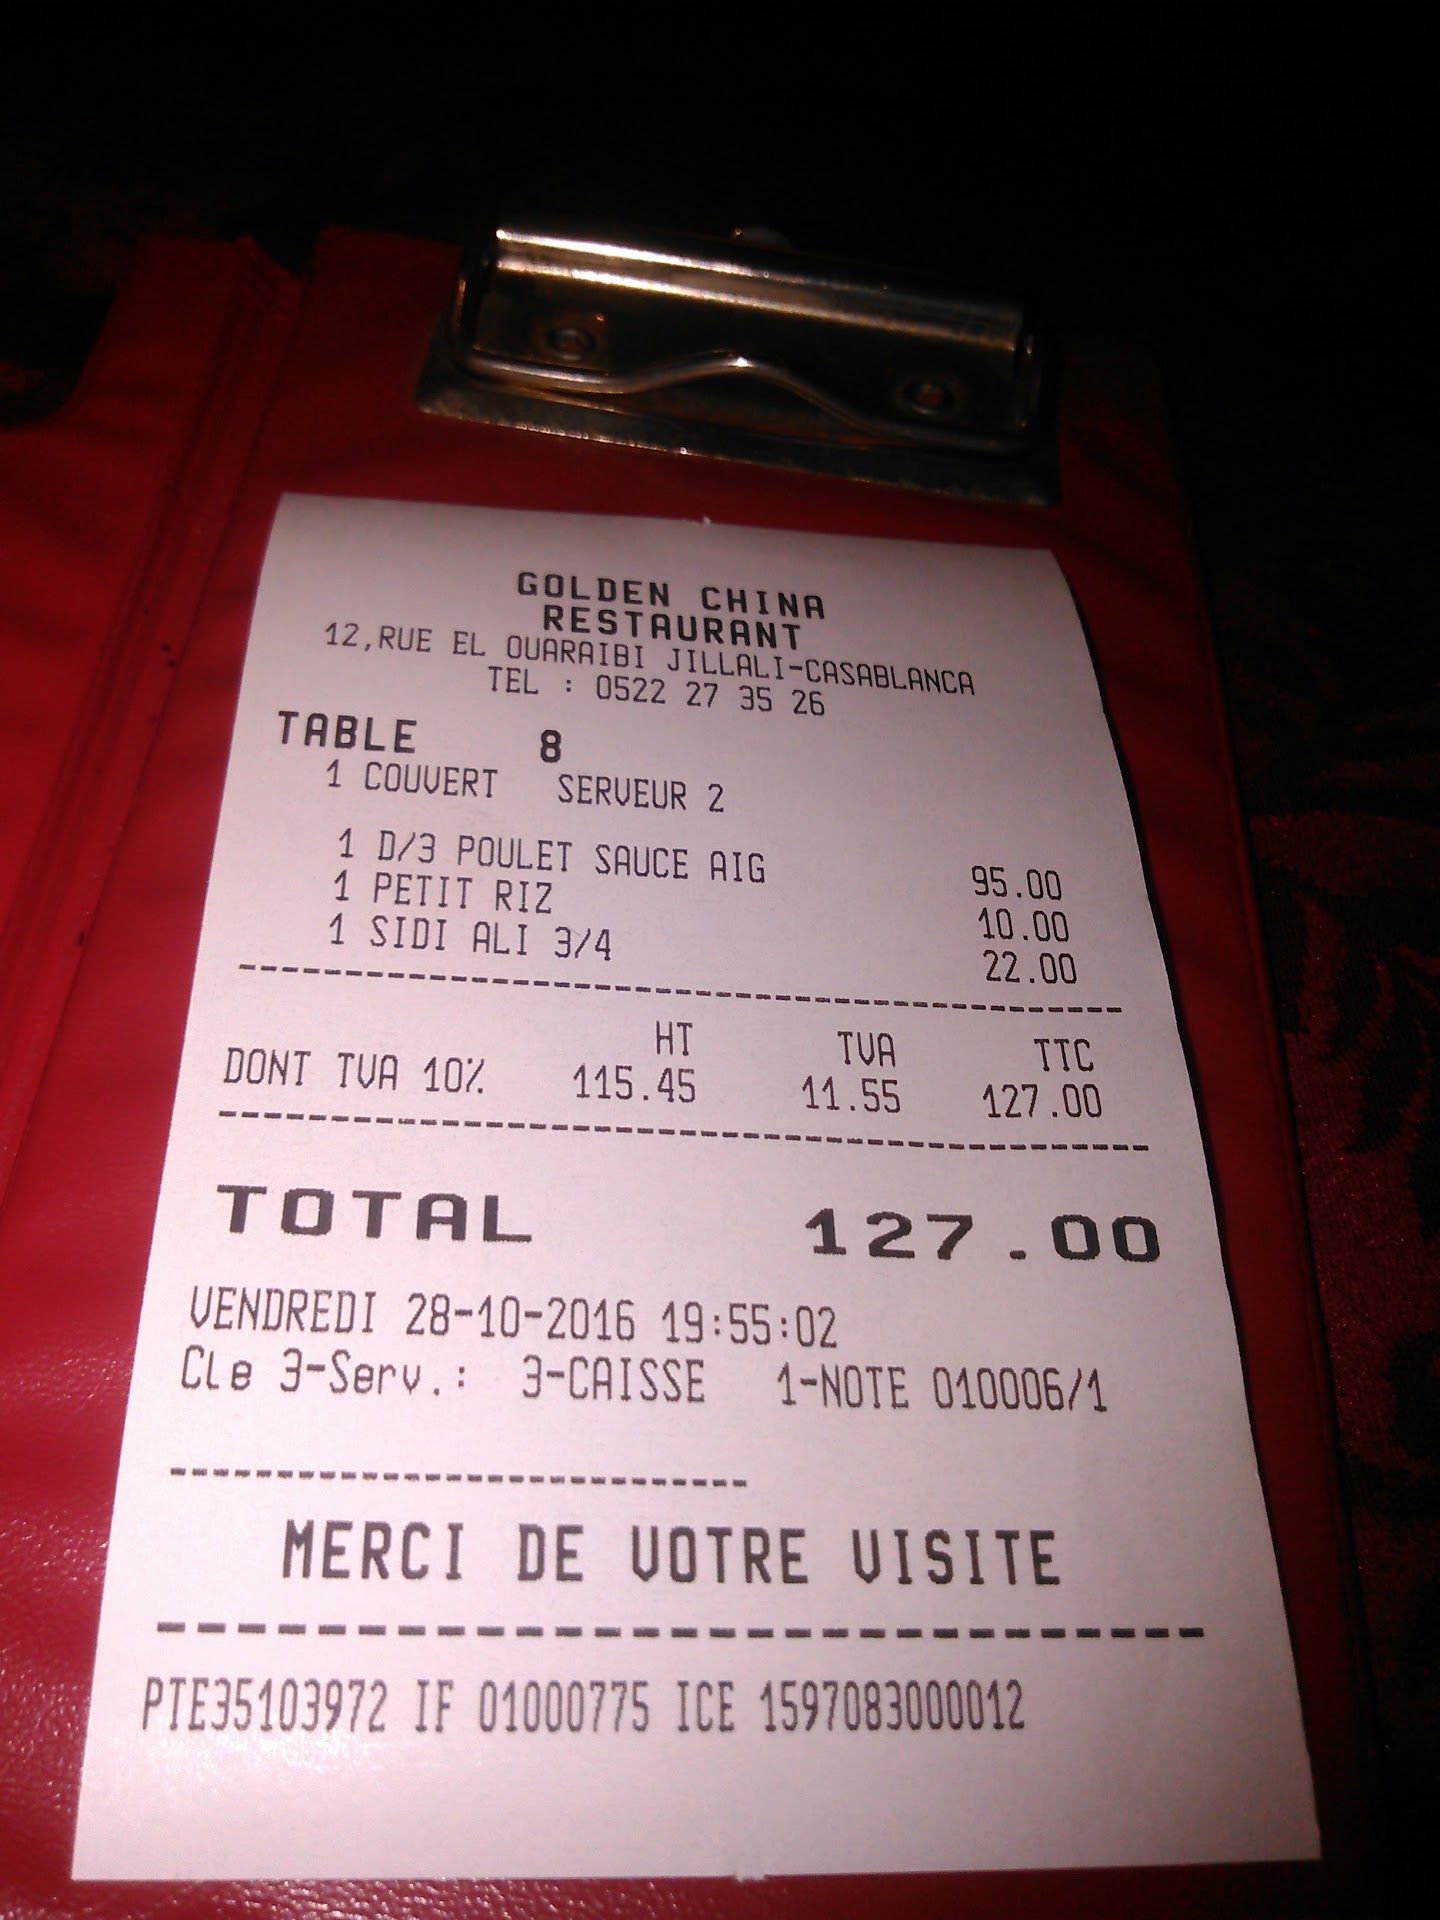 GOLDEN CHINA
RESTAURANT
12,RUE EL OUARAIBI JILLALI-CASABLANCA
TEL : 0522 27 35 26
TABLE 8
1 COUVERT SERVEUR 2
1 D/3 POULET SAUCE AIG 95.00
1 PETIT RIZ 10.00
1 SIDI ALI 3/4 22.00
HT TVA TTC
DONT TVA 10% 115.45 11.55 127.00
TOTAL 127.00
VENDREDI 28-10-2016 19:55:02
Cle 3-Serv.: 3-CAISSE 1-NOTE 010006/1
MERCI DE VOTRE VISITE
PTE35103972 IF 01000775 ICE 1597083000012